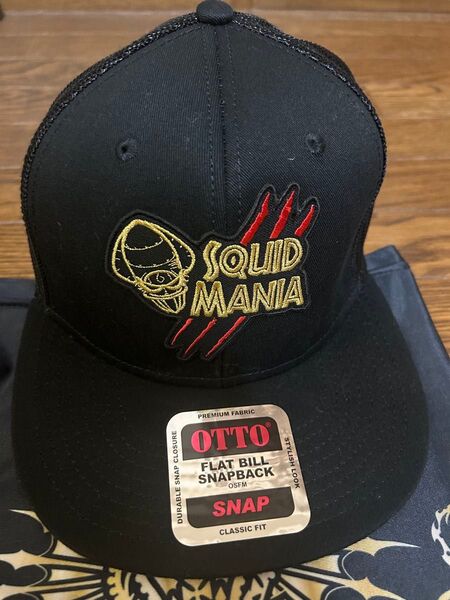 SQUID
MANIA
PREMIUM FABRIC
DURABLE SNAP CLOSURE
OTTO®
FLAT BILL
SNAPBACK
OSFM
SNAP
STYLISH LOOK
CLASSIC FIT